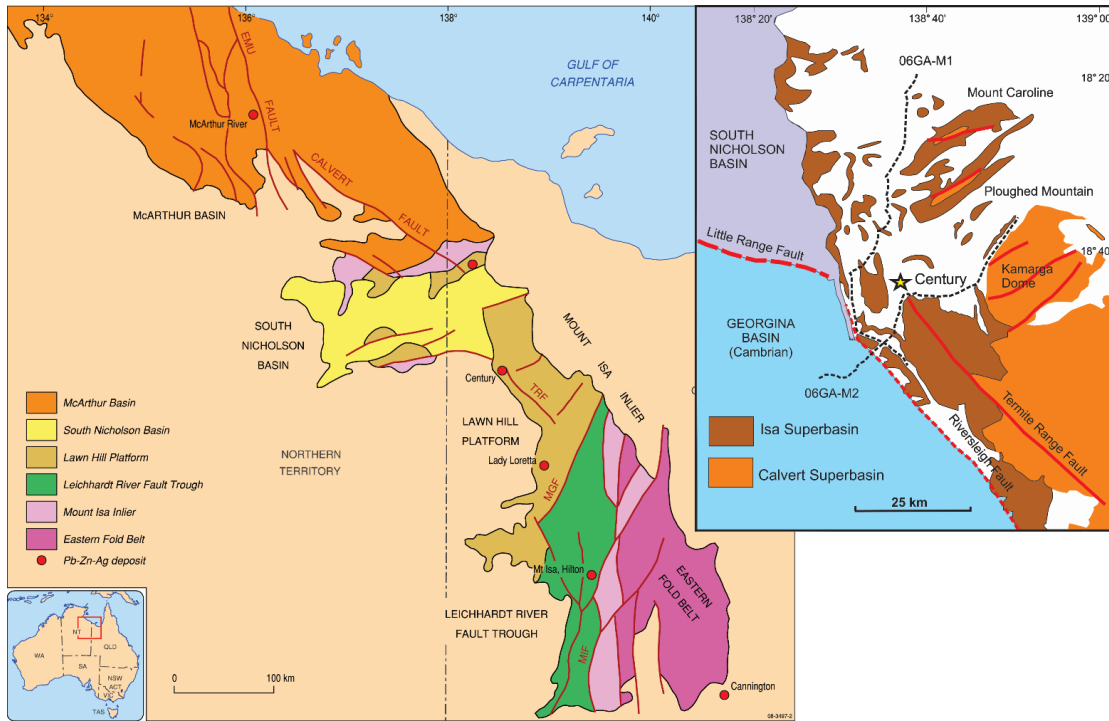 134°
136°
138°
140°
EMU
FAULT
McArthur River
CALVERT
FAULT
McARTHUR BASIN
GULF OF
CARPENTARIA
SOUTH
NICHOLSON
BASIN
MOUNT
ISA
INLIER
Century
TRF
LAWN HILL
PLATFORM
NORTHERN
TERRITORY
Lady Loretta
MGF
Mt Isa, Hilton
EASTERN
FOLD BELT
LEICHHARDT RIVER
FAULT TROUGH
MIF
Cannington
McArthur Basin
South Nicholson Basin
Lawn Hill Platform
Leichhardt River Fault Trough
Mount Isa Inlier
Eastern Fold Belt
Pb-Zn-Ag deposit
0
100 km
08-3497-2
NT
QLD
WA
SA
NSW
ACT
VIC
TAS
138° 20
138° 40
139° 00
06GA-M1
18° 20
Mount Caroline
SOUTH
NICHOLSON
BASIN
Ploughed Mountain
Little Range Fault
18° 40
Kamarga
Dome
Century
GEORGINA
BASIN
(Cambrian)
06GA-M2
Termite Range Fault
Riversleigh Fault
Isa Superbasin
Calvert Superbasin
25 km